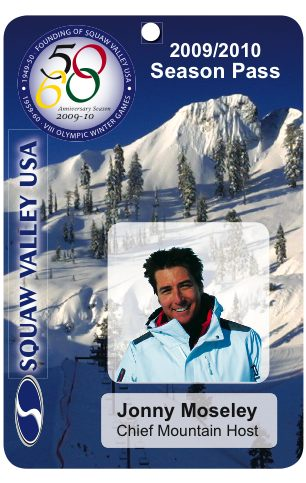 1949-50 · FOUNDING OF SQUAW VALLEY USA ·
1959-60 · VIII OLYMPIC WINTER GAMES
50
60
Anniversary Season
2009-10
2009/2010
Season Pass
SQUAW VALLEY USA
Jonny Moseley
Chief Mountain Host